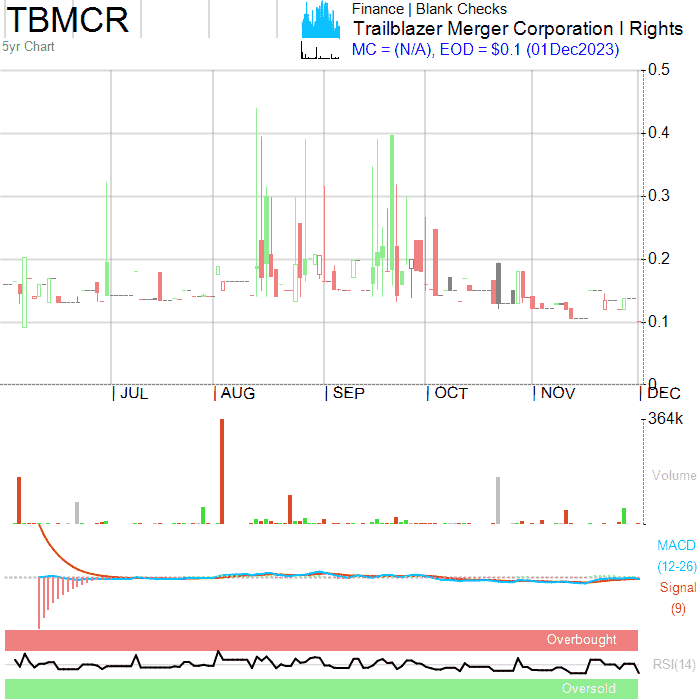 TBMCR
5yr Chart
Finance | Blank Checks
Trailblazer Merger Corporation I Rights
MC = (N/A), EOD = $0.1 (01Dec2023)
0.5
0.4
0.3
0.2
0.1
0
JUL
AUG
SEP
OCT
NOV
DEC
364k
Volume
MACD
(12-26)
Signal
(9)
Overbought
RSI(14)
Oversold